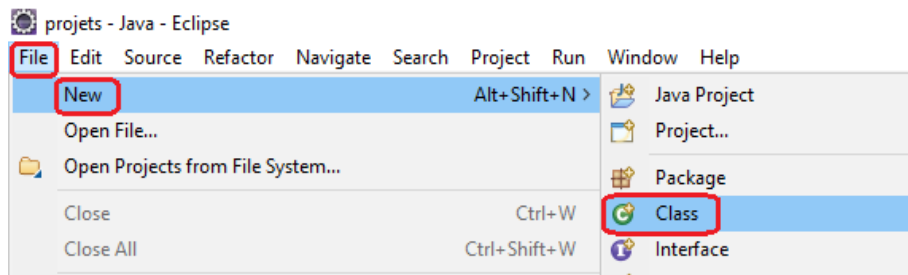 projets - Java - Eclipse
File Edit Source Refactor Navigate Search Project Run Window Help
New Alt+Shift+N > Java Project
Open File... Project...
Open Projects from File System...
Package
Close Ctrl+W Class
Close All Ctrl+Shift+W Interface